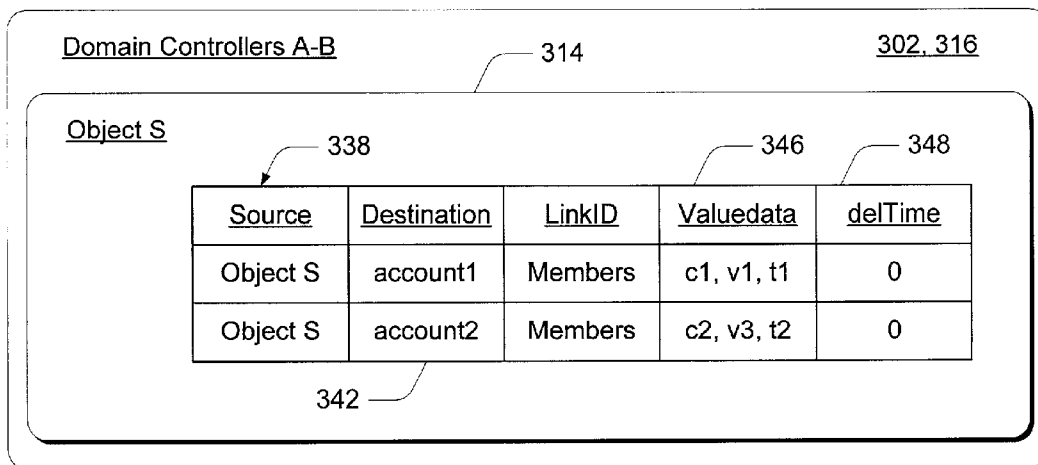 Domain Controllers A-B 314 302, 316
Object S
338 346 348
Source Destination LinkID Valuedata delTime
Object S account1 Members c1, v1, t1 0
Object S account2 Members c2, v3, t2 0
342